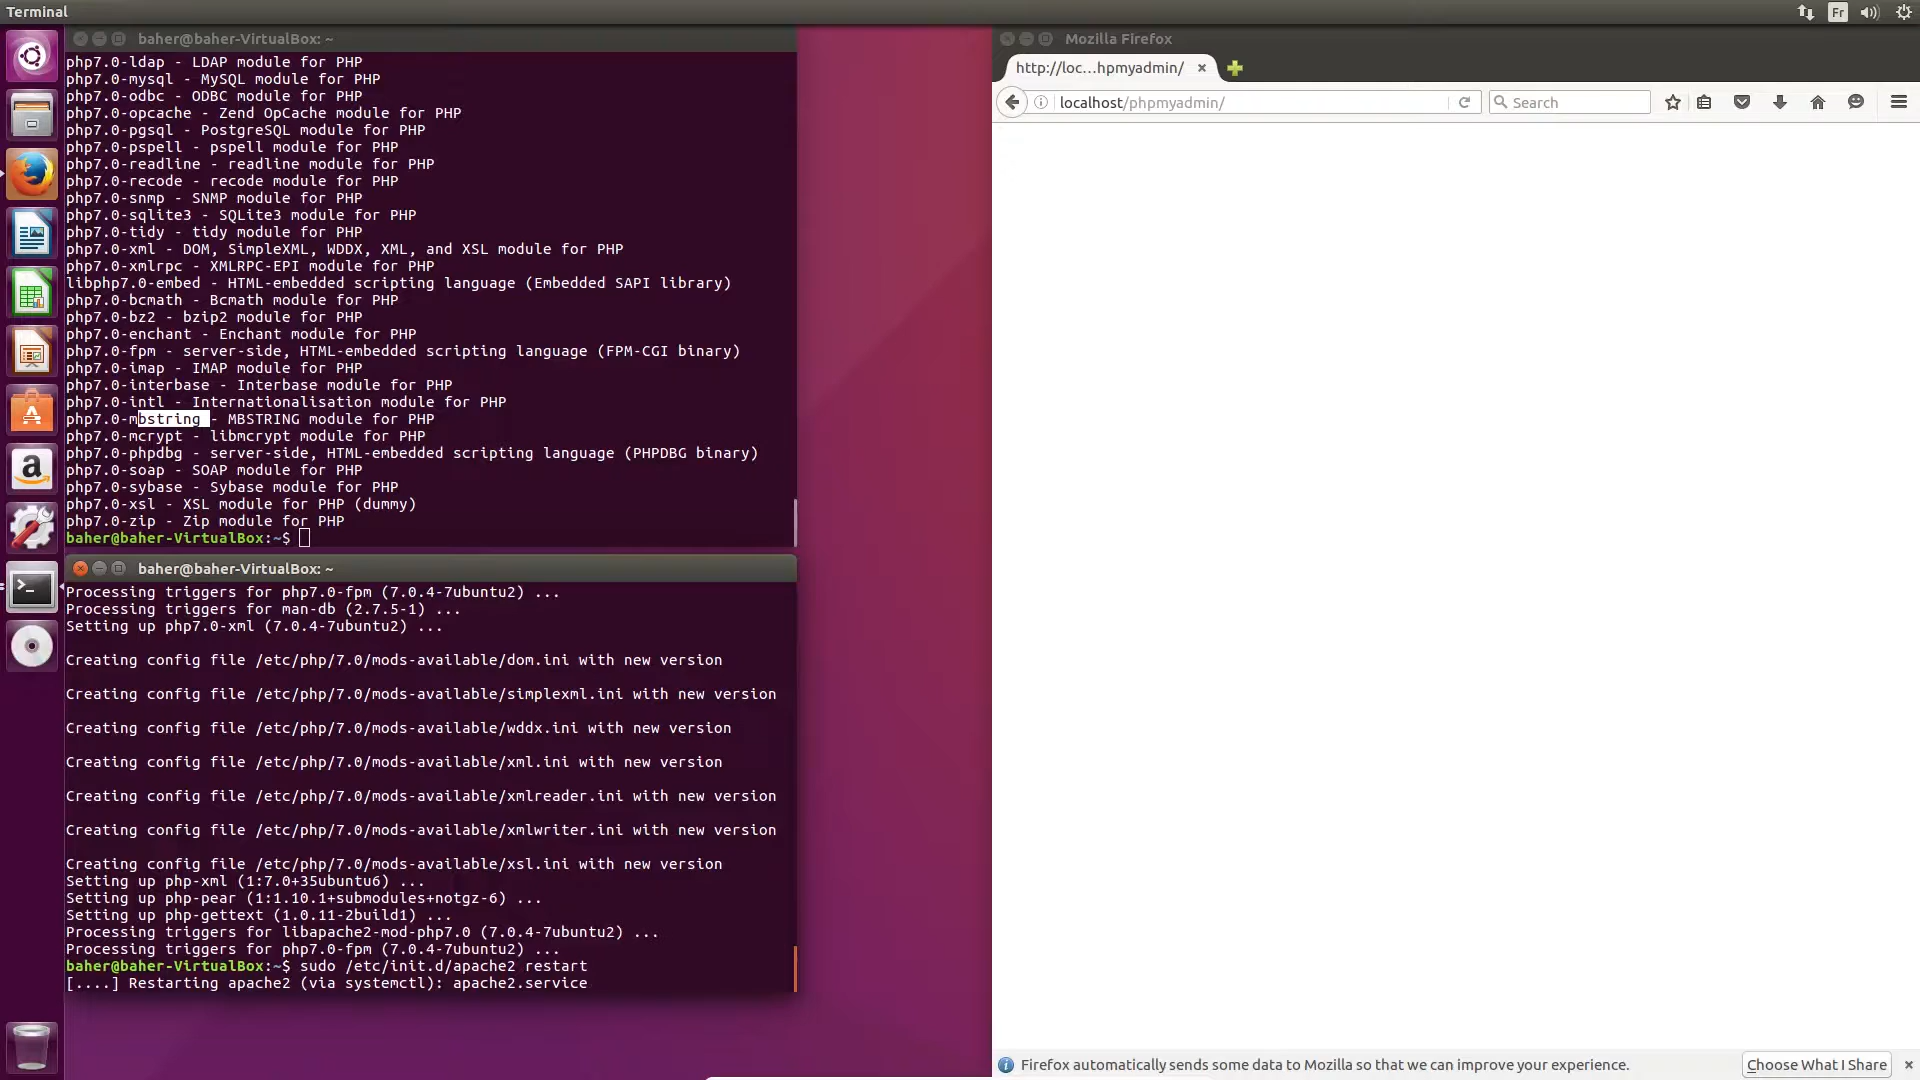 Terminal
Fr
baher@baher-VirtualBox: ~
php7.0-ldap - LDAP module for PHP
php7.0-mysql - MySQL module for PHP
php7.0-odbc - ODBC module for PHP
php7.0-opcache - Zend OpCache module for PHP
php7.0-pgsql - PostgreSQL module for PHP
php7.0-pspell - pspell module for PHP
php7.0-readline - readline module for PHP
php7.0-recode - recode module for PHP
php7.0-snmp - SNMP module for PHP
php7.0-sqlite3 - SQLite3 module for PHP
php7.0-tidy - tidy module for PHP
php7.0-xml - DOM, SimpleXML, WDDX, XML, and XSL module for PHP
php7.0-xmlrpc - XMLRPC-EPI module for PHP
libphp7.0-embed - HTML-embedded scripting language (Embedded SAPI library)
php7.0-bcmath - Bcmath module for PHP
php7.0-bz2 - bzip2 module for PHP
php7.0-enchant - Enchant module for PHP
php7.0-fpm - server-side, HTML-embedded scripting language (FPM-CGI binary)
php7.0-imap - IMAP module for PHP
php7.0-interbase - Interbase module for PHP
php7.0-intl - Internationalisation module for PHP
php7.0-mbstring - MBSTRING module for PHP
php7.0-mcrypt - libmcrypt module for PHP
php7.0-phpdbg - server-side, HTML-embedded scripting language (PHPDBG binary)
php7.0-soap - SOAP module for PHP
php7.0-sybase - Sybase module for PHP
php7.0-xsl - XSL module for PHP (dummy)
php7.0-zip - Zip module for PHP
baher@baher-VirtualBox:~$
baher@baher-VirtualBox: ~
Processing triggers for php7.0-fpm (7.0.4-7ubuntu2) ...
Processing triggers for man-db (2.7.5-1) ...
Setting up php7.0-xml (7.0.4-7ubuntu2) ...
Creating config file /etc/php/7.0/mods-available/dom.ini with new version
Creating config file /etc/php/7.0/mods-available/simplexml.ini with new version
Creating config file /etc/php/7.0/mods-available/wddx.ini with new version
Creating config file /etc/php/7.0/mods-available/xml.ini with new version
Creating config file /etc/php/7.0/mods-available/xmlreader.ini with new version
Creating config file /etc/php/7.0/mods-available/xmlwriter.ini with new version
Creating config file /etc/php/7.0/mods-available/xsl.ini with new version
Setting up php-xml (1:7.0+35ubuntu6) ...
Setting up php-pear (1:1.10.1+submodules+notgz-6) ...
Setting up php-gettext (1.0.11-2build1) ...
Processing triggers for libapache2-mod-php7.0 (7.0.4-7ubuntu2) ...
Processing triggers for php7.0-fpm (7.0.4-7ubuntu2) ...
baher@baher-VirtualBox:~$ sudo /etc/init.d/apache2 restart
[....] Restarting apache2 (via systemctl): apache2.service
Mozilla Firefox
http://loc...hpmyadmin/
localhost/phpmyadmin/
Search
Firefox automatically sends some data to Mozilla so that we can improve your experience.
Choose What I Share